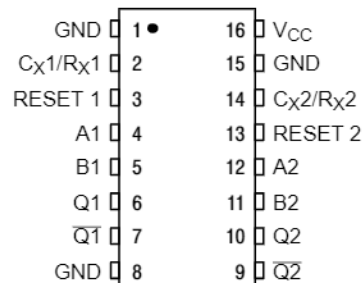 GND 1 16 VCC
CX1/RX1 2 15 GND
RESET 1 3 14 CX2/RX2
A1 4 13 RESET 2
B1 5 12 A2
Q1 6 11 B2
Q1 7 10 Q2
GND 8 9 Q2